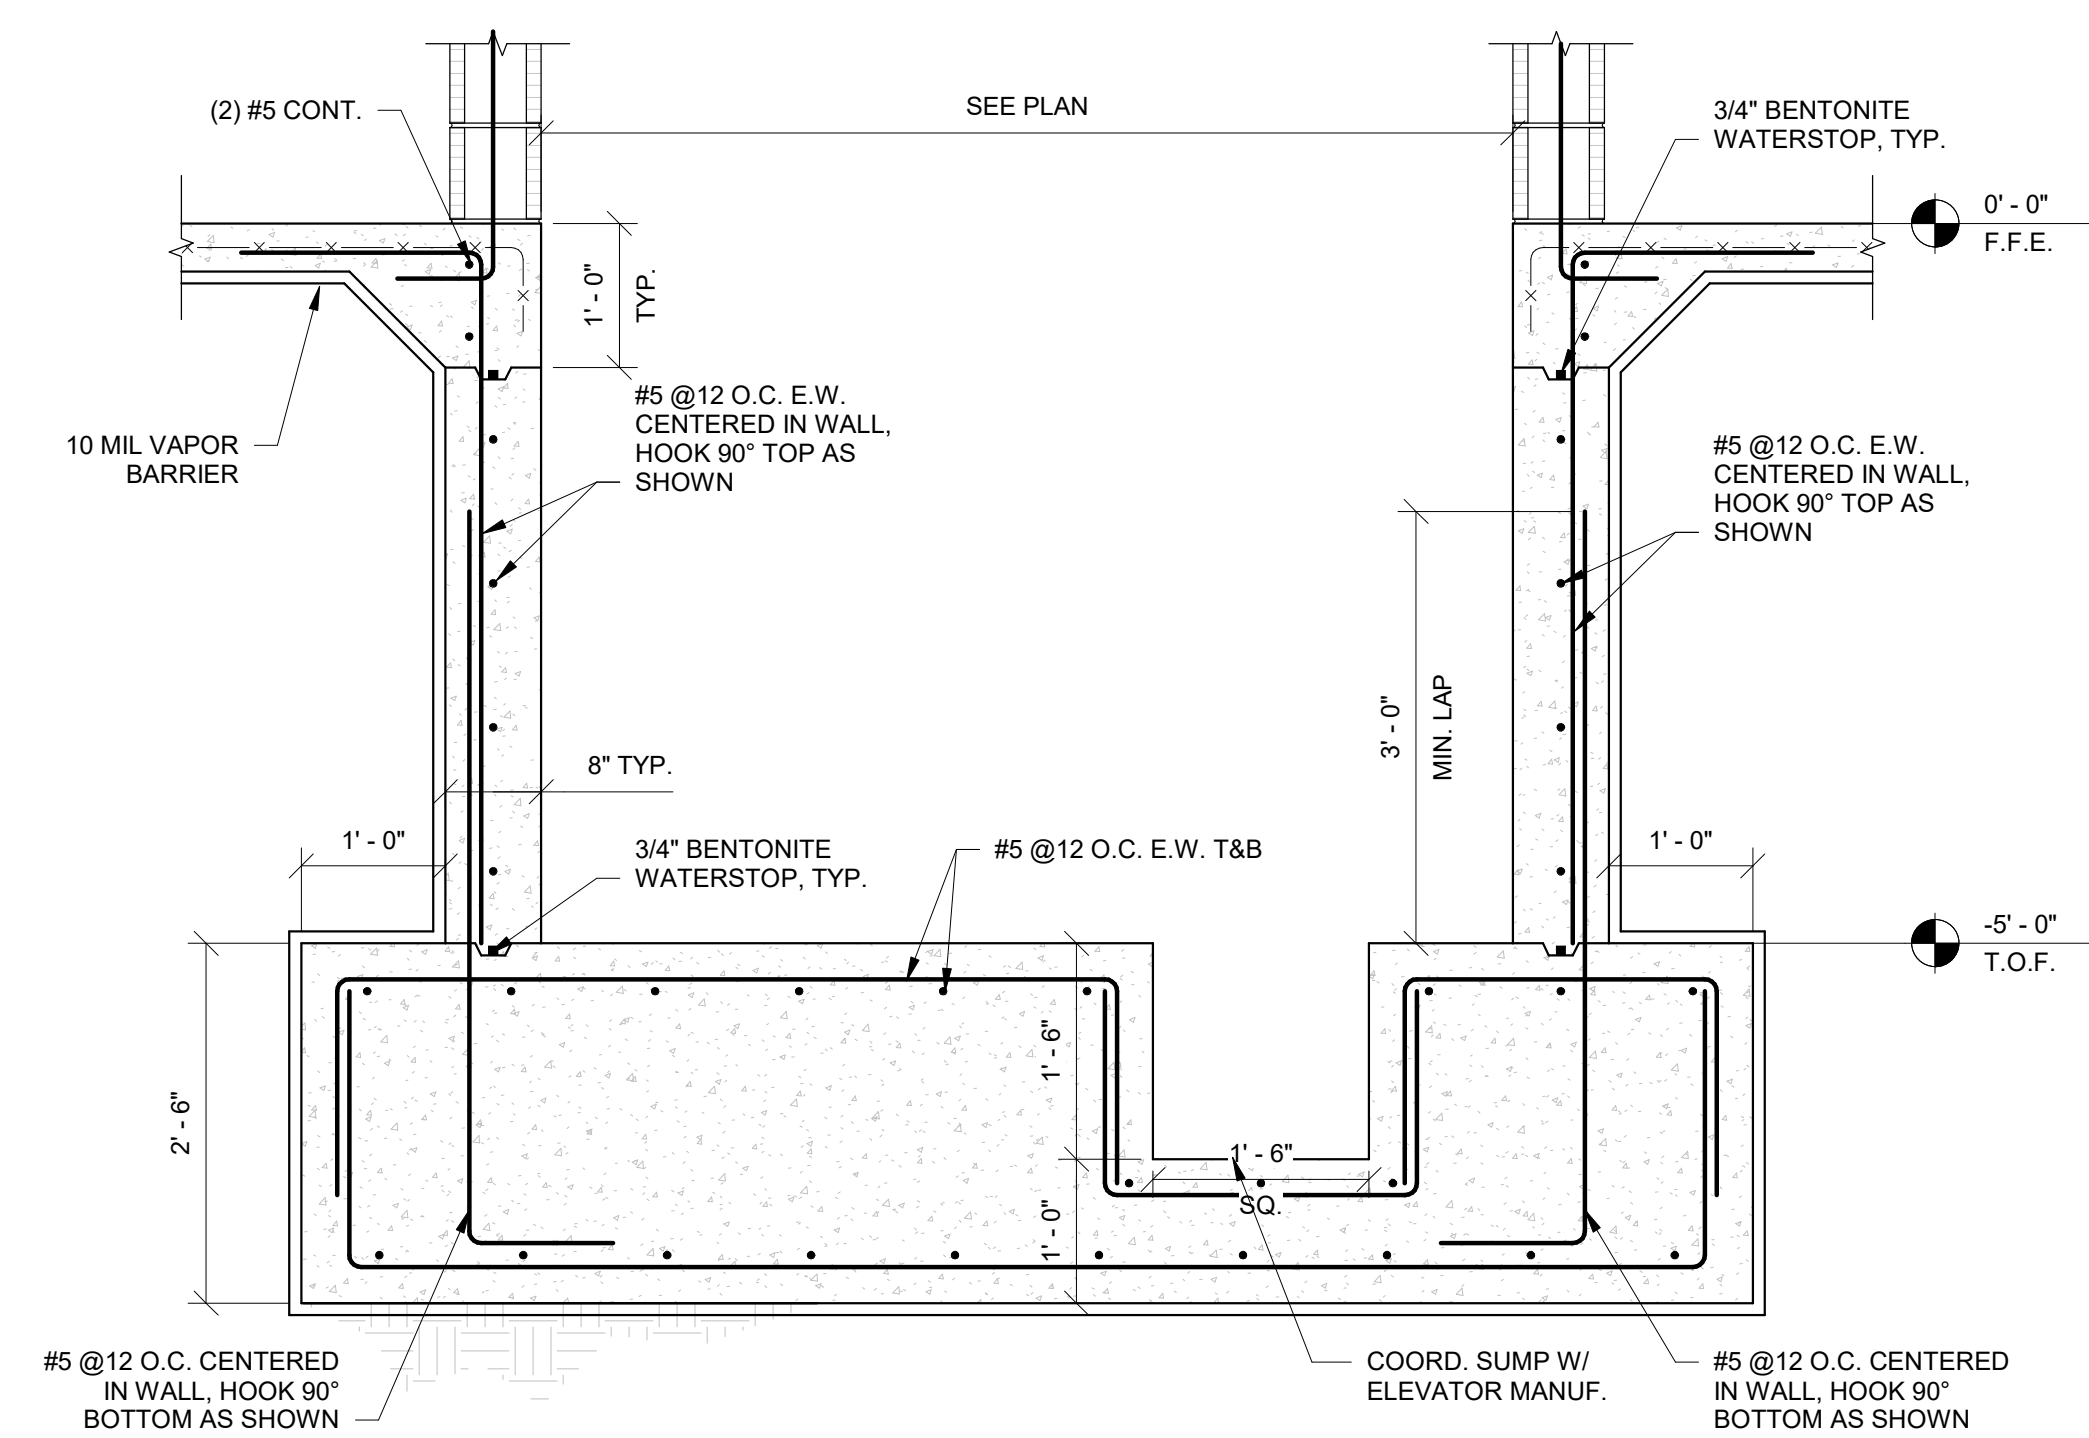 (2) #5 CONT.
SEE PLAN
3/4" BENTONITE
WATERSTOP, TYP.
0' - 0"
F.F.E.
1' - 0"
TYP.
10 MIL VAPOR
BARRIER
#5 @12 O.C. E.W.
CENTERED IN WALL,
HOOK 90° TOP AS
SHOWN
#5 @12 O.C. E.W.
CENTERED IN WALL,
HOOK 90° TOP AS
SHOWN
3' - 0"
MIN. LAP
8" TYP.
1' - 0"
3/4" BENTONITE
WATERSTOP, TYP.
#5 @12 O.C. E.W. T&B
1' - 0"
-5' - 0"
T.O.F.
2' - 6"
1' - 6"
1' - 6"
SQ.
1' - 0"
#5 @12 O.C. CENTERED
IN WALL, HOOK 90°
BOTTOM AS SHOWN
COORD. SUMP W/
ELEVATOR MANUF.
#5 @12 O.C. CENTERED
IN WALL, HOOK 90°
BOTTOM AS SHOWN